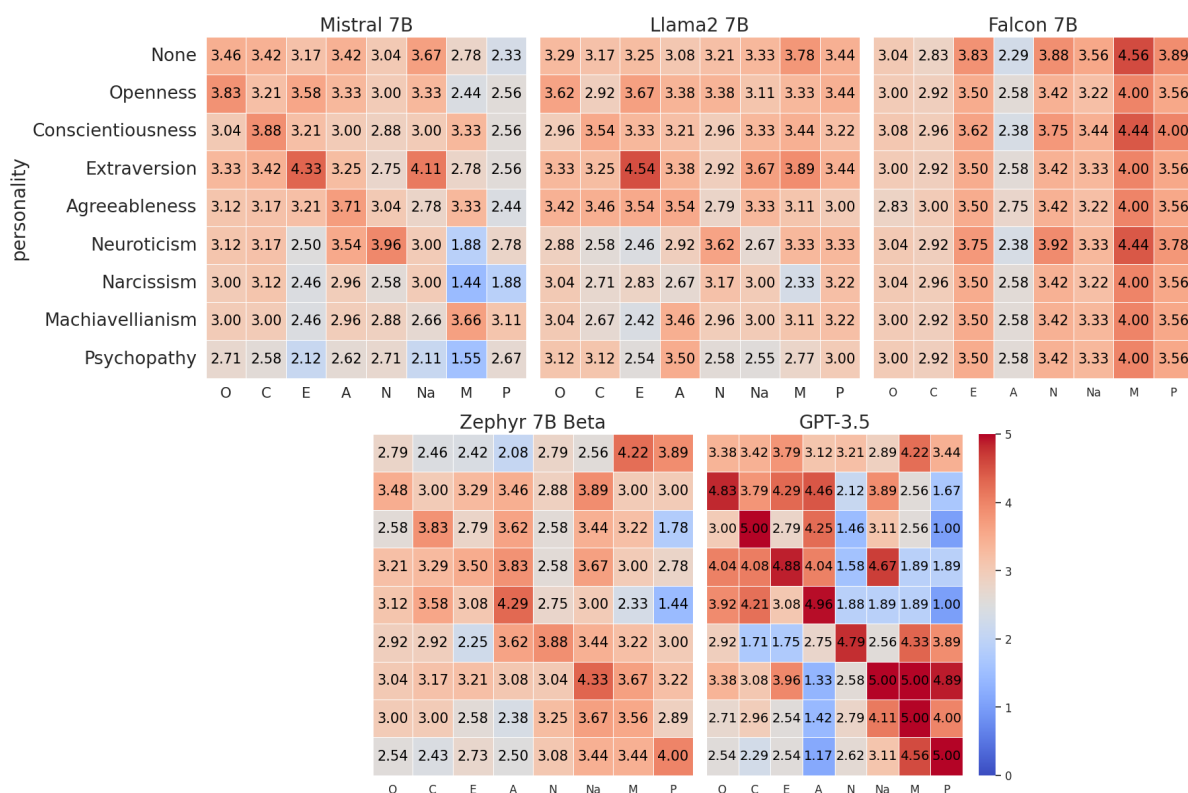 Mistral 7B Llama2 7B Falcon 7B
None 3.46 3.42 3.17 3.42 3.04 3.67 2.78 2.33 3.29 3.17 3.25 3.08 3.21 3.33 3.78 3.44 3.04 2.83 3.83 2.29 3.88 3.56 4.56 3.89
Openness 3.83 3.21 3.58 3.33 3.00 3.33 2.44 2.56 3.62 2.92 3.67 3.38 3.38 3.11 3.33 3.44 3.00 2.92 3.50 2.58 3.42 3.22 4.00 3.56
Conscientiousness 3.04 3.88 3.21 3.00 2.88 3.00 3.33 2.56 2.96 3.54 3.33 3.21 2.96 3.33 3.44 3.22 3.08 2.96 3.62 2.38 3.75 3.44 4.44 4.00
Extraversion 3.33 3.42 4.33 3.25 2.75 4.11 2.78 2.56 3.33 3.25 4.54 3.38 2.92 3.67 3.89 3.44 3.00 2.92 3.50 2.58 3.42 3.33 4.00 3.56
Agreeableness 3.12 3.17 3.21 3.71 3.04 2.78 3.33 2.44 3.42 3.46 3.54 3.54 2.79 3.33 3.11 3.00 2.83 3.00 3.50 2.75 3.42 3.22 4.00 3.56
Neuroticism 3.12 3.17 2.50 3.54 3.96 3.00 1.88 2.78 2.88 2.58 2.46 2.92 3.62 2.67 3.33 3.33 3.04 2.92 3.75 2.38 3.92 3.33 4.44 3.78
Narcissism 3.00 3.12 2.46 2.96 2.58 3.00 1.44 1.88 3.04 2.71 2.83 2.67 3.17 3.00 2.33 3.22 3.04 2.96 3.50 2.58 3.42 3.22 4.00 3.56
Machiavellianism 3.00 3.00 2.46 2.96 2.88 2.66 3.66 3.11 3.04 2.67 2.42 3.46 2.96 3.00 3.11 3.22 3.00 2.92 3.50 2.58 3.42 3.33 4.00 3.56
Psychopathy 2.71 2.58 2.12 2.62 2.71 2.11 1.55 2.67 3.12 3.12 2.54 3.50 2.58 2.55 2.77 3.00 3.00 2.92 3.50 2.58 3.42 3.33 4.00 3.56
personality
O C E A N Na M P O C E A N Na M P O C E A N Na M P
Zephyr 7B Beta GPT-3.5
2.79 2.46 2.42 2.08 2.79 2.56 4.22 3.89 3.38 3.42 3.79 3.12 3.21 2.89 4.22 3.44
3.48 3.00 3.29 3.46 2.88 3.89 3.00 3.00 4.83 3.79 4.29 4.46 2.12 3.89 2.56 1.67
2.58 3.83 2.79 3.62 2.58 3.44 3.22 1.78 3.00 5.00 2.79 4.25 1.46 3.11 2.56 1.00
3.21 3.29 3.50 3.83 2.58 3.67 3.00 2.78 4.04 4.08 4.88 4.04 1.58 4.67 1.89 1.89
3.12 3.58 3.08 4.29 2.75 3.00 2.33 1.44 3.92 4.21 3.08 4.96 1.88 1.89 1.89 1.00
2.92 2.92 2.25 3.62 3.88 3.44 3.22 3.00 2.92 1.71 1.75 2.75 4.79 2.56 4.33 3.89
3.04 3.17 3.21 3.08 3.04 4.33 3.67 3.22 3.38 3.08 3.96 1.33 2.58 5.00 5.00 4.89
3.00 3.00 2.58 2.38 3.25 3.67 3.56 2.89 2.71 2.96 2.54 1.42 2.79 4.11 5.00 4.00
2.54 2.43 2.73 2.50 3.08 3.44 3.44 4.00 2.54 2.29 2.54 1.17 2.62 3.11 4.56 5.00
O C E A N Na M P O C E A N Na M P
5
4
3
2
1
0